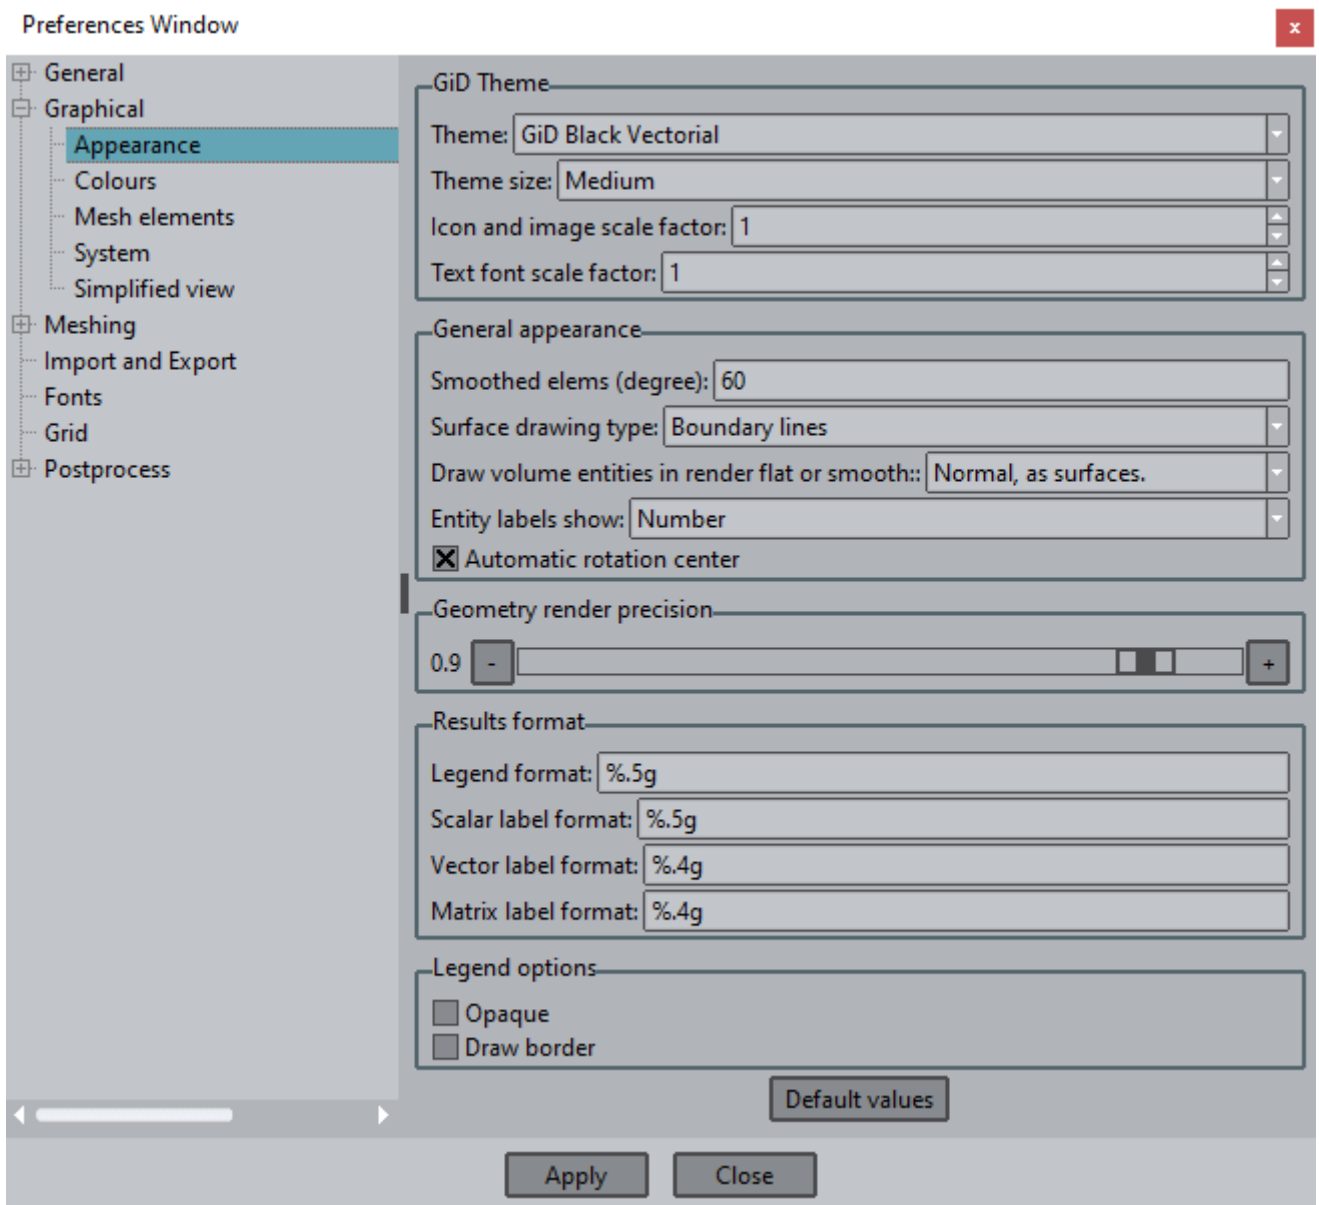 Preferences Window
x
General
Graphical
Appearance
Colours
Mesh elements
System
Simplified view
Meshing
Import and Export
Fonts
Grid
Postprocess
GiD Theme
Theme: GiD Black Vectorial
Theme size: Medium
Icon and image scale factor: 1
Text font scale factor: 1
General appearance
Smoothed elems (degree): 60
Surface drawing type: Boundary lines
Draw volume entities in render flat or smooth:: Normal, as surfaces.
Entity labels show: Number
Automatic rotation center
Geometry render precision
0.9 - +
Results format
Legend format: %.5g
Scalar label format: %.5g
Vector label format: %.4g
Matrix label format: %.4g
Legend options
Opaque
Draw border
Default values
Apply Close